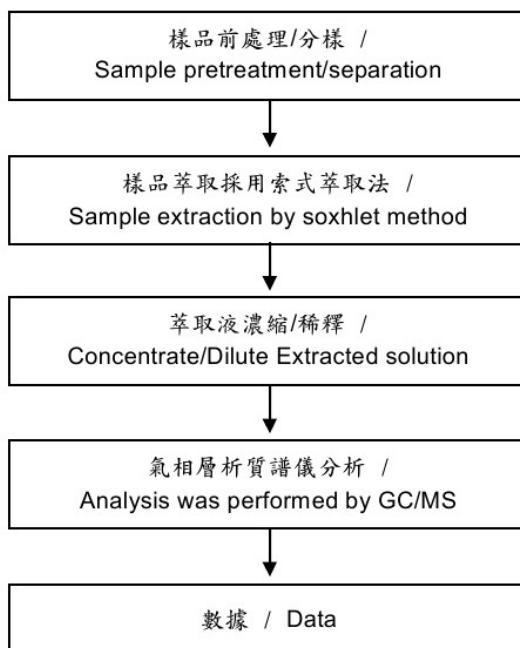 樣品前處理/分樣 /
Sample pretreatment/separation
樣品萃取採用索式萃取法 /
Sample extraction by soxhlet method
萃取液濃縮/稀釋 /
Concentrate/Dilute Extracted solution
氣相層析質譜儀分析 /
Analysis was performed by GC/MS
數據 / Data